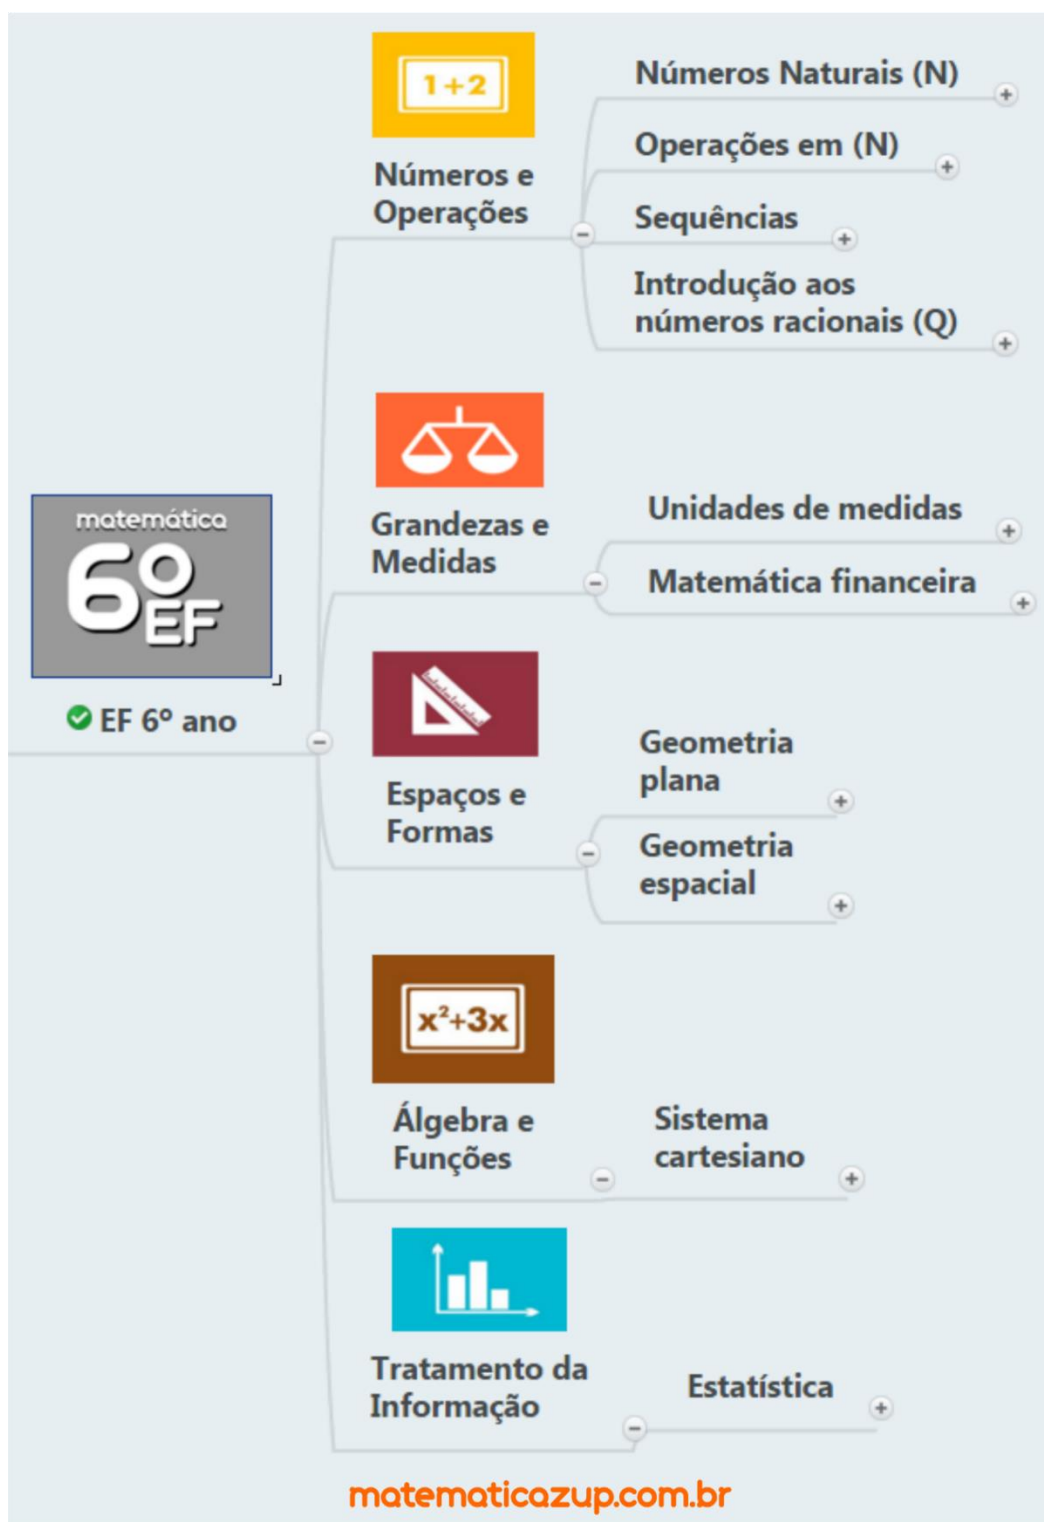 matemática
6º
EF
EF 6º ano
1+2
Números e
Operações
Números Naturais (N)
Operações em (N)
Sequências
Introdução aos
números racionais (Q)
Grandezas e
Medidas
Unidades de medidas
Matemática financeira
Espaços e
Formas
Geometria
plana
Geometria
espacial
x²+3x
Álgebra e
Funções
Sistema
cartesiano
Tratamento da
Informação
Estatística
matematicazup.com.br